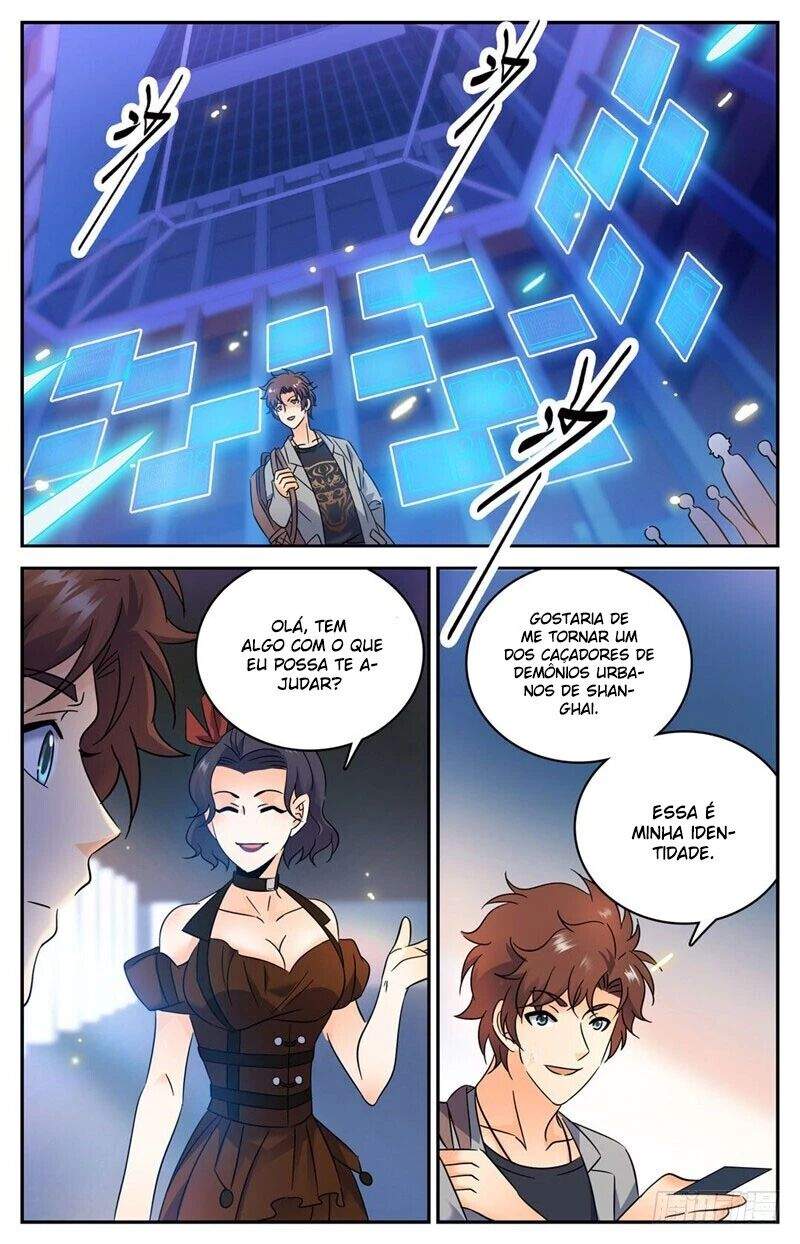 OLÁ, TEM
ALGO COM O QUE
EU POSSA TE A-
JUDAR?
GOSTARIA DE
ME TORNAR UM
DOS CAÇADORES DE
DEMÔNIOS URBA-
NOS DE SHAN-
GHAI.
ESSA É
MINHA IDEN-
TIDADE.